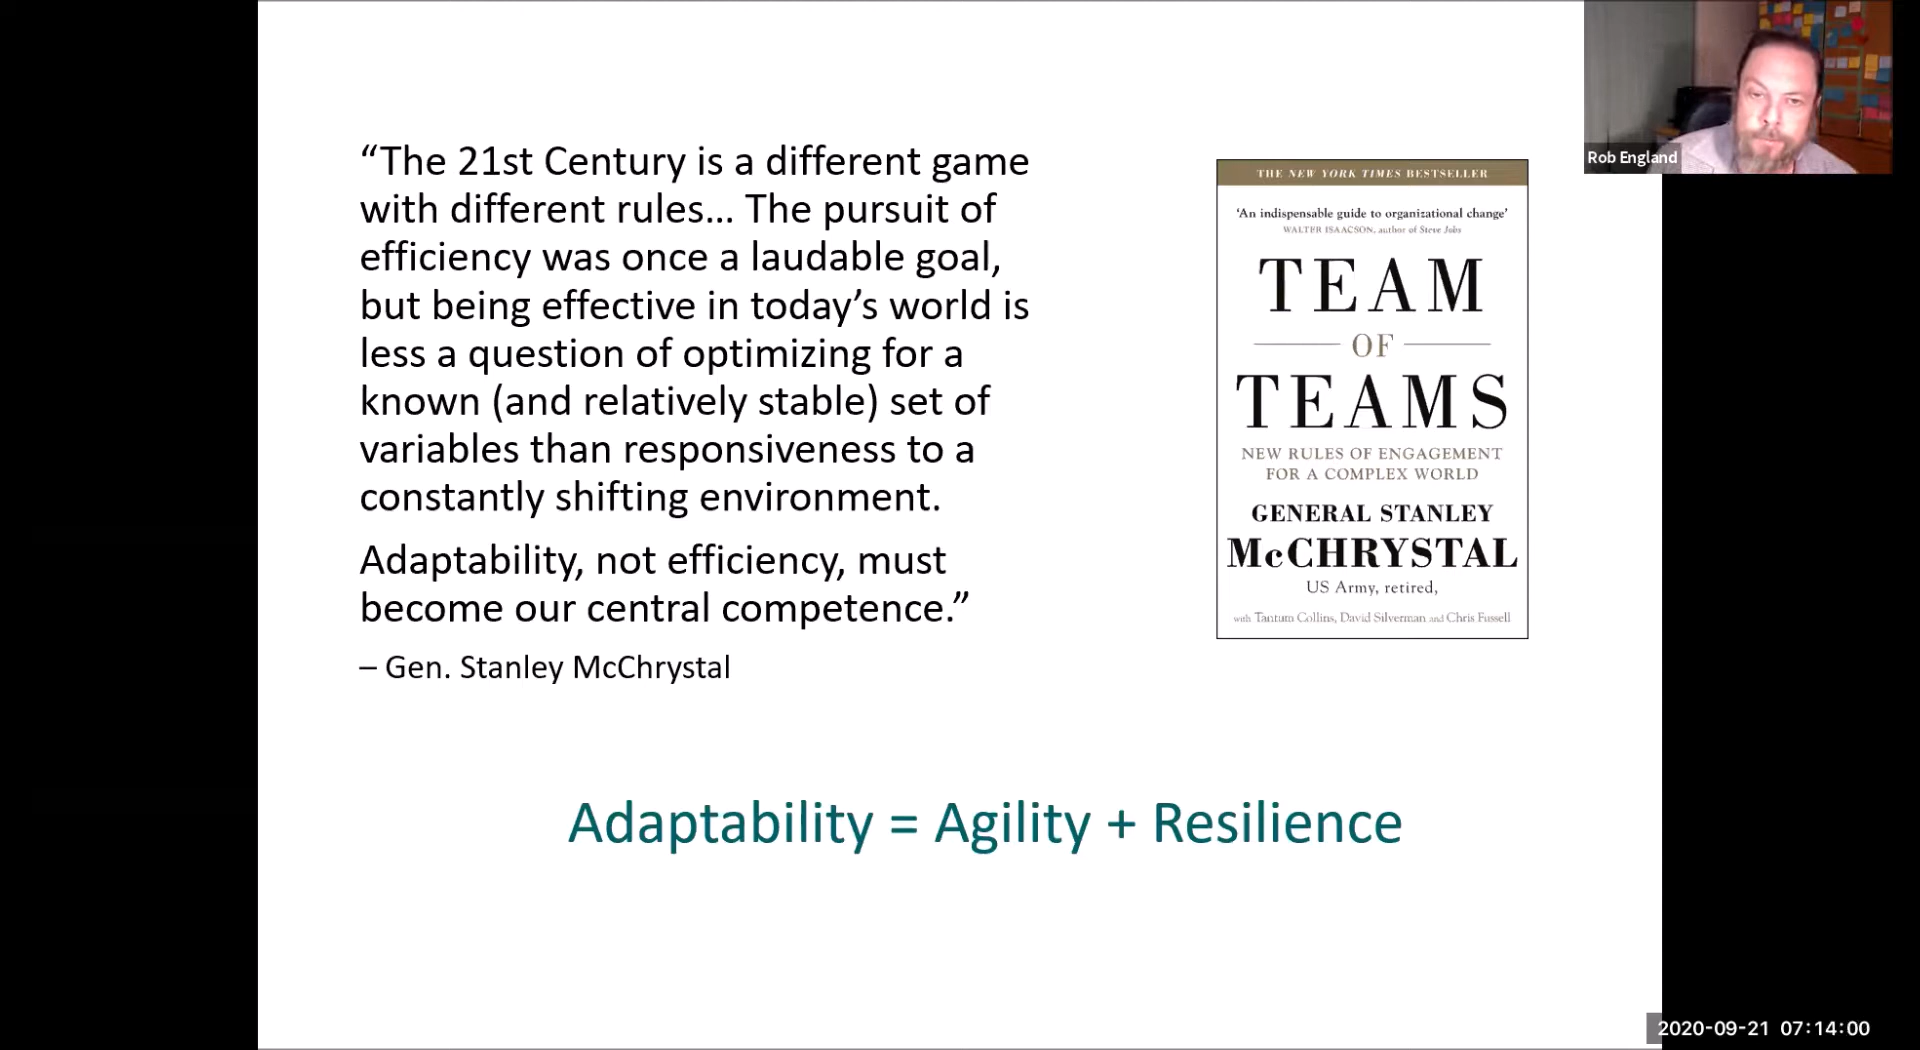 “The 21st Century is a different game
with different rules... The pursuit of
efficiency was once a laudable goal,
but being effective in today’s world is
less a question of optimizing for a
known (and relatively stable) set of
variables than responsiveness to a
constantly shifting environment.
Adaptability, not efficiency, must
become our central competence.”
– Gen. Stanley McChrystal
THE NEW YORK TIMES BESTSELLER
‘An indispensable guide to organizational change’
WALTER ISAACSON, author of Steve Jobs
TEAM
OF
TEAMS
NEW RULES OF ENGAGEMENT
FOR A COMPLEX WORLD
GENERAL STANLEY
McCHRYSTAL
US Army, retired,
with Tantum Collins, David Silverman and Chris Fussell
Rob England
Adaptability = Agility + Resilience
2020-09-21 07:14:00